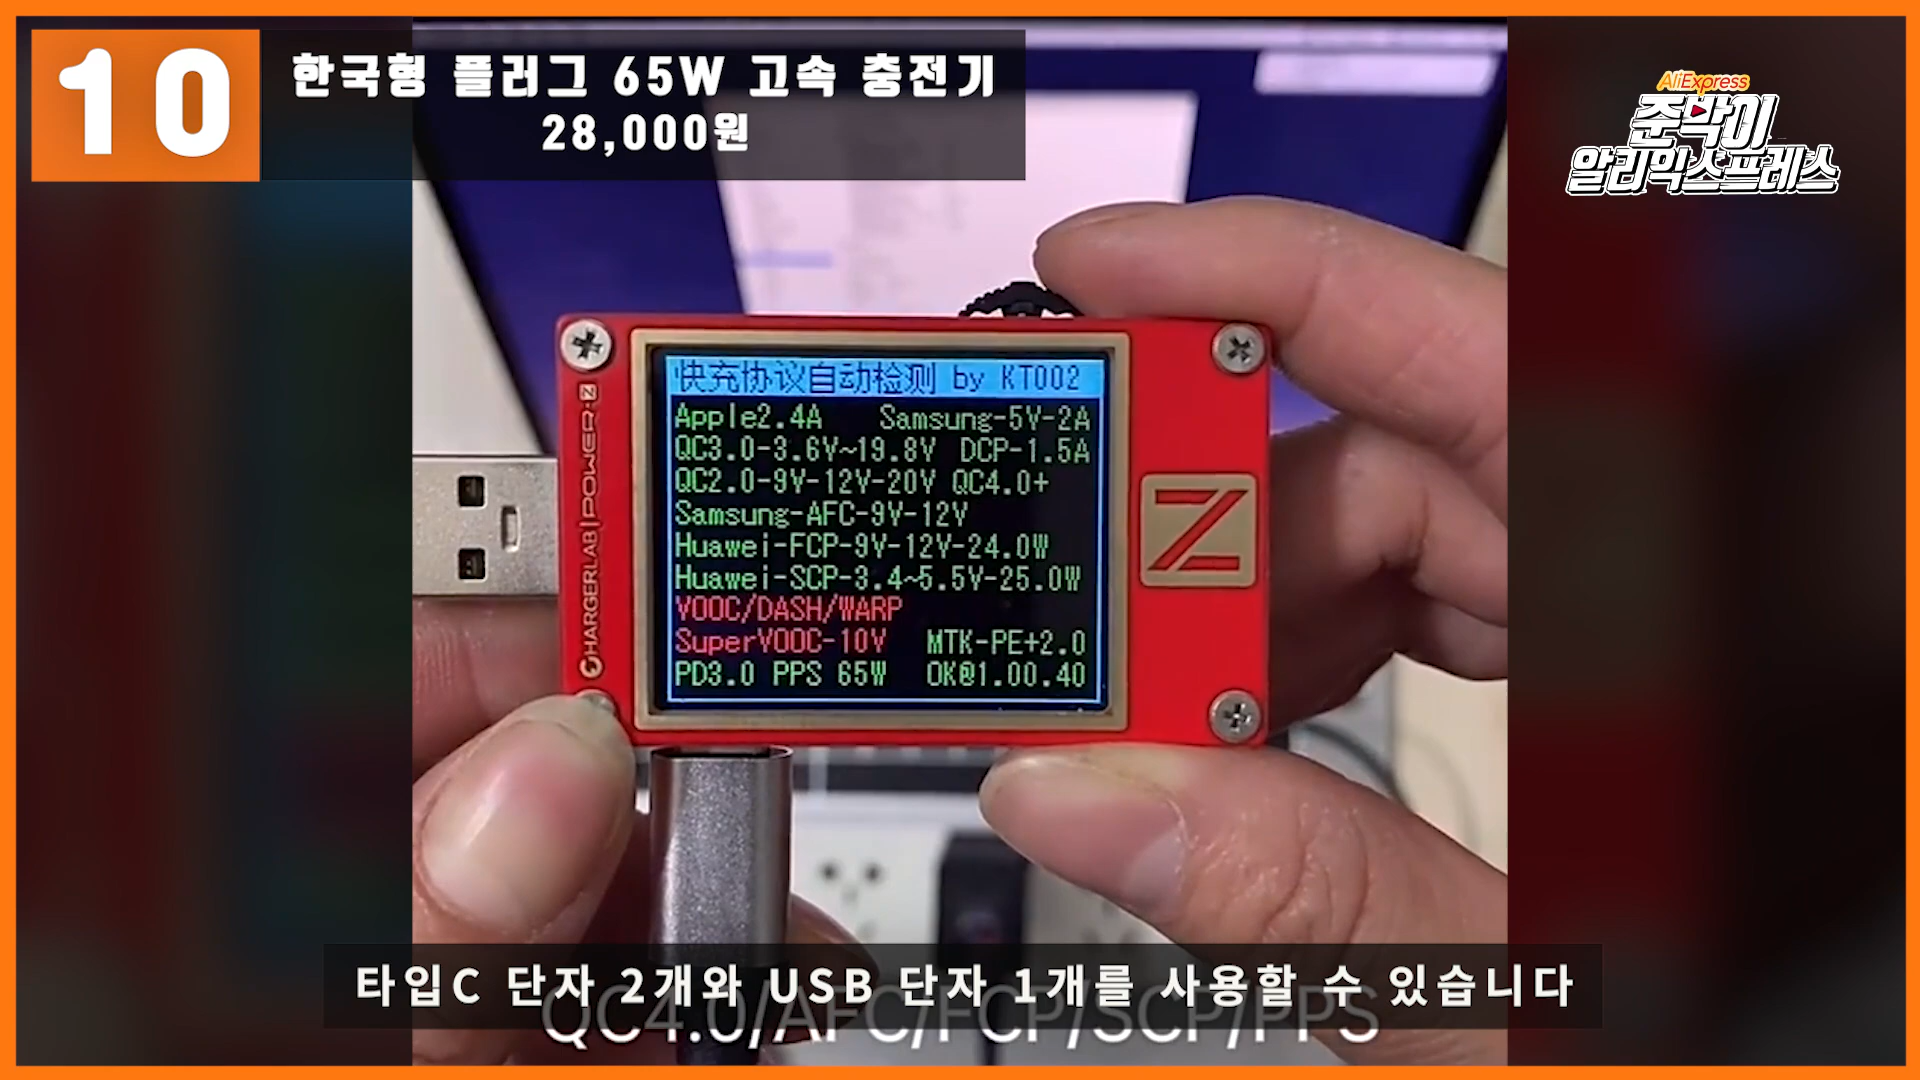 10
한국형 플러그 65W 고속 충전기
28,000원
AliExpress
준박이
알리익스프레스
CHARGERLAB | POWER-Z
快充协议自动检测 by KT002
Apple2.4A Samsung-5V-2A
QC3.0-3.6V~19.8V DCP-1.5A
QC2.0-9V-12V-20V QC4.0+
Samsung-AFC-9V-12V
Huawei-FCP-9V-12V-24.0W
Huawei-SCP-3.4~5.5V-25.0W
VOOC/DASH/WARP
SuperVOOC-10V MTK-PE+2.0
PD3.0 PPS 65W OK@1.00.40
Z
타입C 단자 2개와 USB 단자 1개를 사용할 수 있습니다
QC4.0/AFC/FCP/SCP/PPS